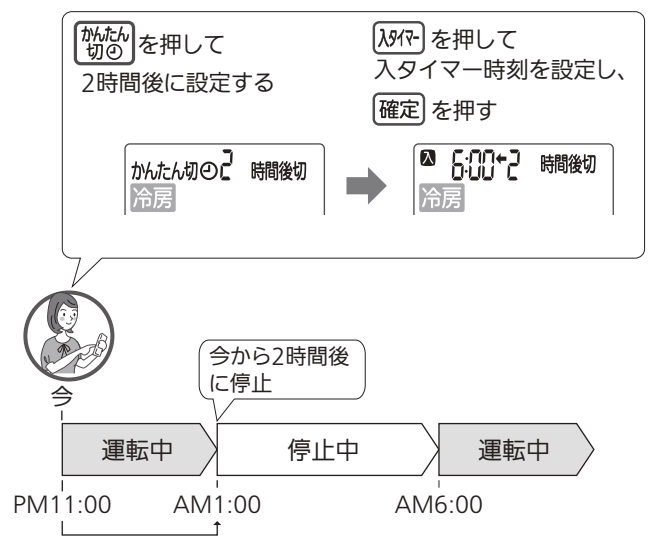 かんたん
切 を押して
2時間後に設定する
入タイマー を押して
入タイマー時刻を設定し、
確定 を押す
かんたん切 2 時間後切
冷房
入 6:00←2 時間後切
冷房
今から2時間後
に停止
今
運転中 停止中 運転中
PM11:00 AM1:00 AM6:00